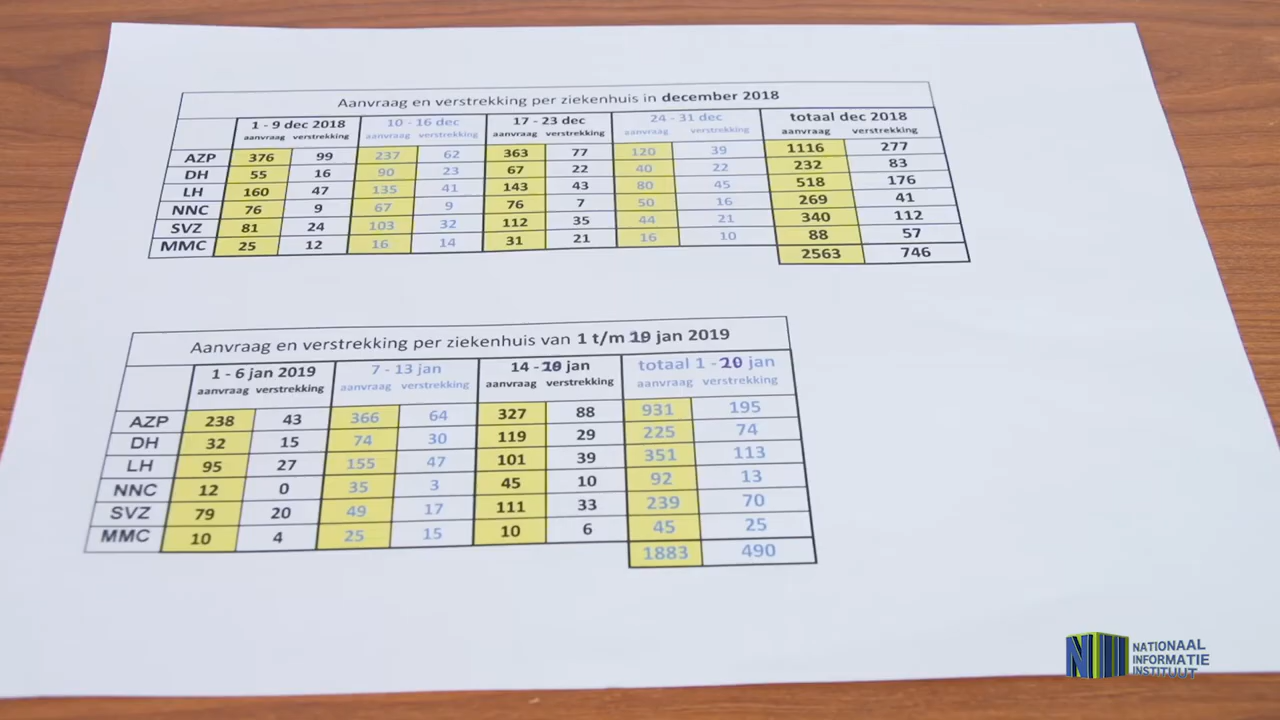 Aanvraag en verstrekking per ziekenhuis in december 2018
1 - 9 dec 2018 10 - 16 dec 17 - 23 dec 24 - 31 dec totaal dec 2018
aanvraag verstrekking aanvraag verstrekking aanvraag verstrekking aanvraag verstrekking aanvraag verstrekking
AZP 376 99 237 62 363 77 120 39 1116 277
DH 55 16 90 23 67 22 40 22 232 83
LH 160 47 135 41 143 43 80 45 518 176
NNC 76 9 67 9 76 7 50 16 269 41
SVZ 81 24 103 32 112 35 44 21 340 112
MMC 25 12 16 14 31 21 16 10 88 57
2563 746
Aanvraag en verstrekking per ziekenhuis van 1 t/m jan 2019
1 - 6 jan 2019 7 - 13 jan 14 - 20 jan totaal 1 - 20 jan
aanvraag verstrekking aanvraag verstrekking aanvraag verstrekking aanvraag verstrekking
AZP 238 43 366 64 327 88 931 195
DH 32 15 74 30 119 29 225 74
LH 95 27 155 47 101 39 351 113
NNC 12 0 35 3 45 10 92 13
SVZ 79 20 49 17 111 33 239 70
MMC 10 4 25 15 10 6 45 25
1883 490
NATIONAAL
INFORMATIE
INSTITUUT